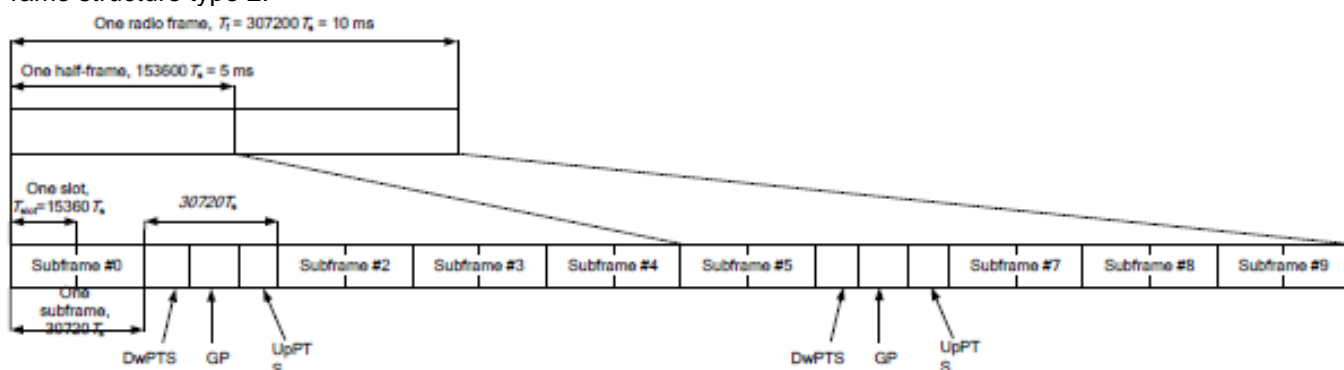 frame structure type 2.
One radio frame, Tf = 307200 Ts = 10 ms
One half-frame, 153600 Ts = 5 ms
One slot,
Tslot=15360 Ts
30720Ts
Subframe #0
Subframe #2
Subframe #3
Subframe #4
Subframe #5
Subframe #7
Subframe #8
Subframe #9
One
subframe,
30720 Ts
DwPTS
GP
UpPT
S
DwPTS
GP
UpPT
S